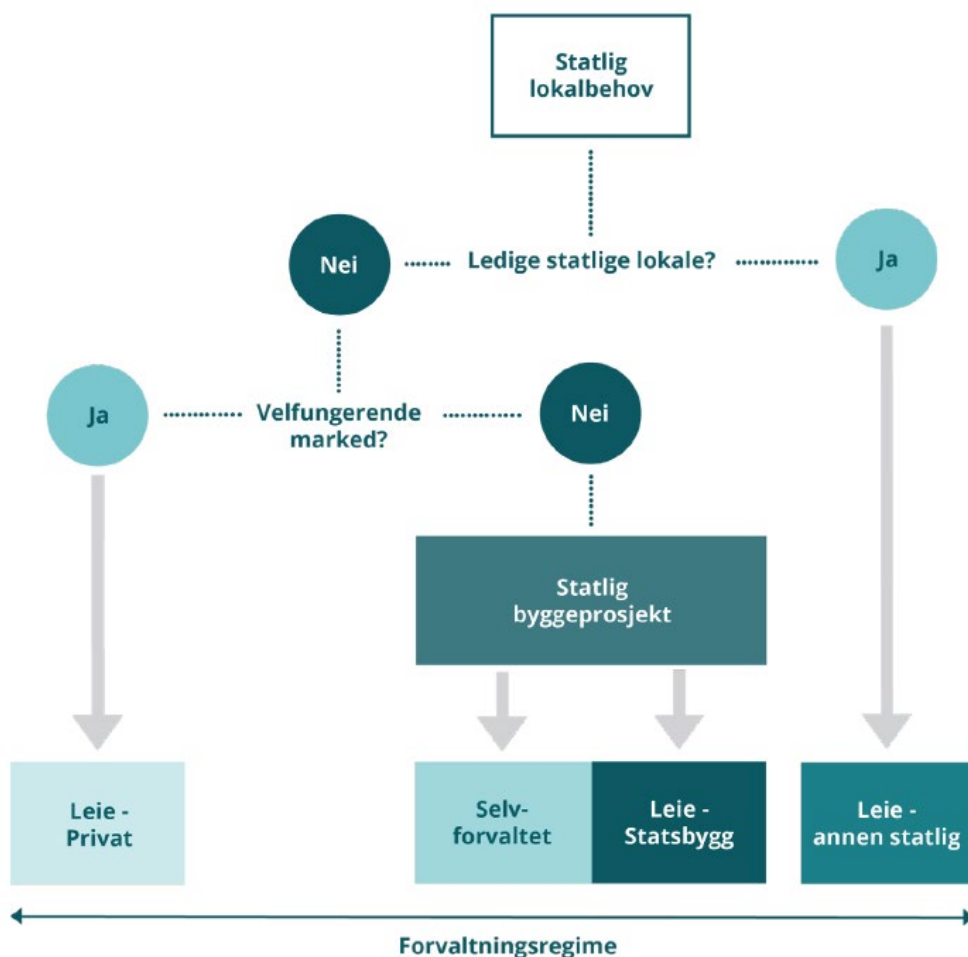 Statlig
lokalbehov
Nei
Ledige statlige lokale?
Ja
Ja
Velfungerende
marked?
Nei
Statlig
byggeprosjekt
Leie -
Privat
Selv-
forvaltet
Leie -
Statsbygg
Leie -
annen statlig
Forvaltningsregime